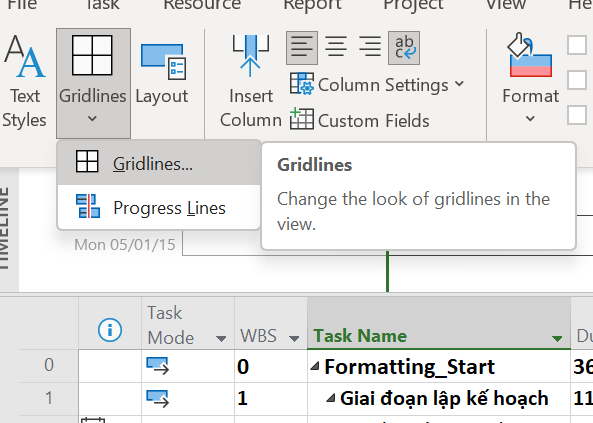 File Task Resource Report Project View He
Text Styles
Gridlines
Layout
Insert Column
ab
c
Column Settings
Custom Fields
Format
Gridlines...
Progress Lines
Gridlines
Change the look of gridlines in the
view.
TIMELINE
Mon 05/01/15
Task Mode
WBS
Task Name
Du
0 0 Formatting_Start 36
1 1 Giai đoạn lập kế hoạch 11